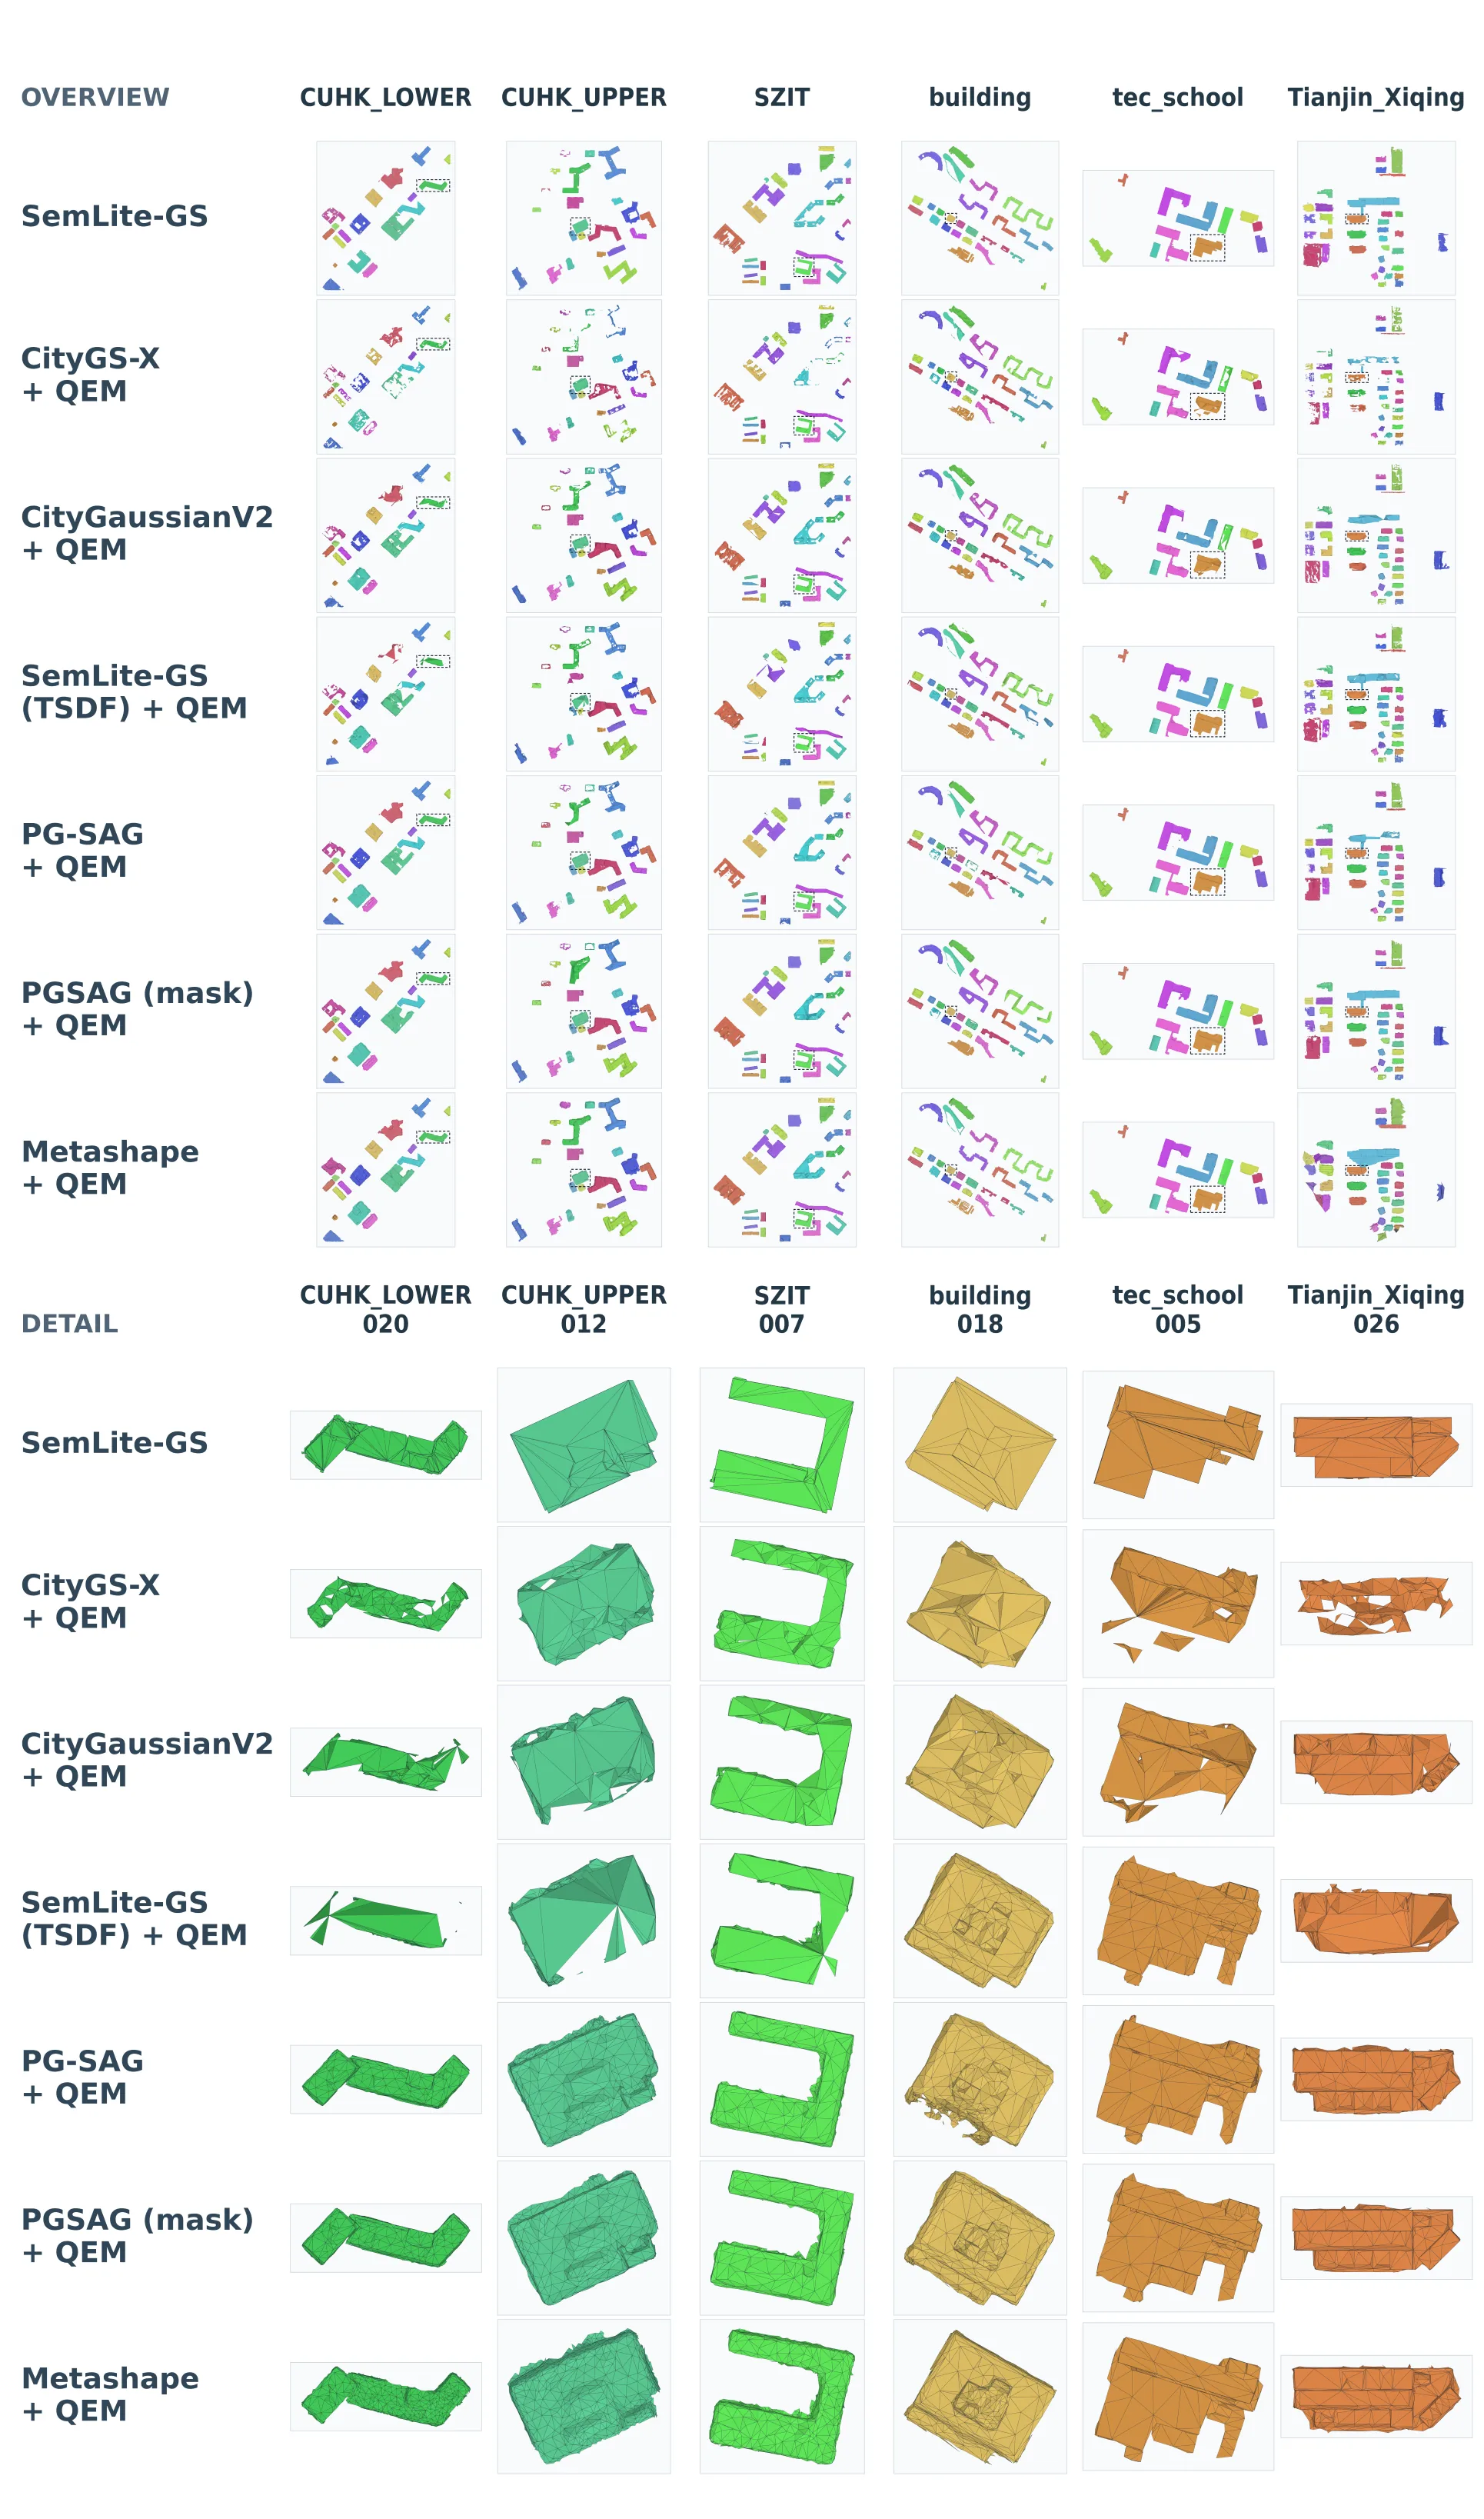 OVERVIEW CUHK_LOWER CUHK_UPPER SZIT building tec_school Tianjin_Xiqing
SemLite-GS
CityGS-X
+ QEM
CityGaussianV2
+ QEM
SemLite-GS
(TSDF) + QEM
PG-SAG
+ QEM
PGSAG (mask)
+ QEM
Metashape
+ QEM
CUHK_LOWER CUHK_UPPER SZIT building tec_school Tianjin_Xiqing
DETAIL 020 012 007 018 005 026
SemLite-GS
CityGS-X
+ QEM
CityGaussianV2
+ QEM
SemLite-GS
(TSDF) + QEM
PG-SAG
+ QEM
PGSAG (mask)
+ QEM
Metashape
+ QEM